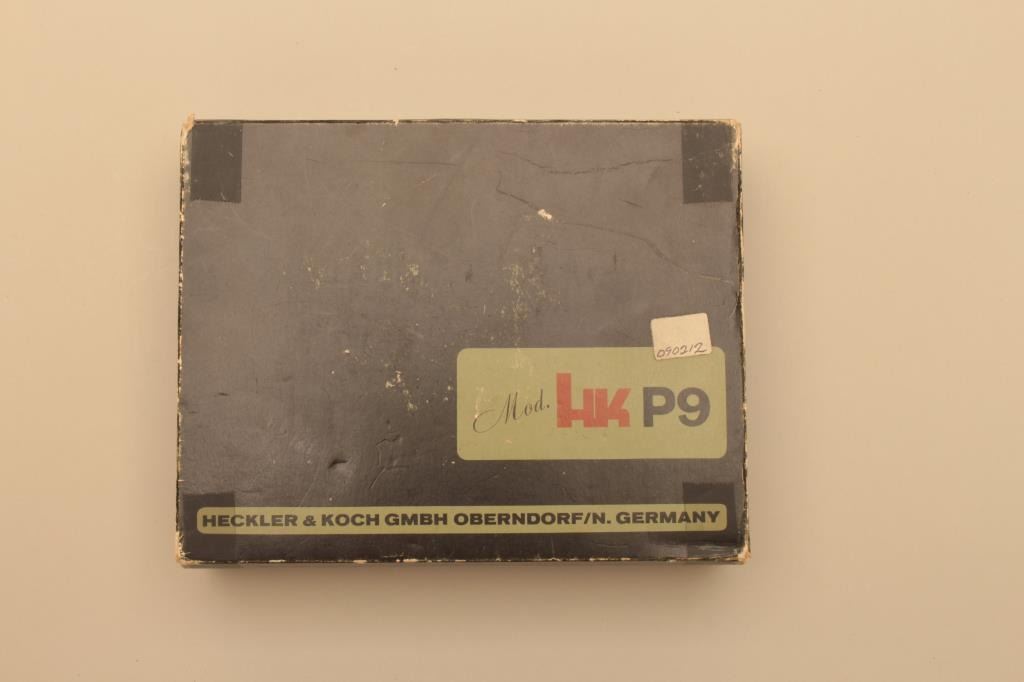 090212
Mod. HK P9
HECKLER & KOCH GMBH OBERNDORF/N. GERMANY